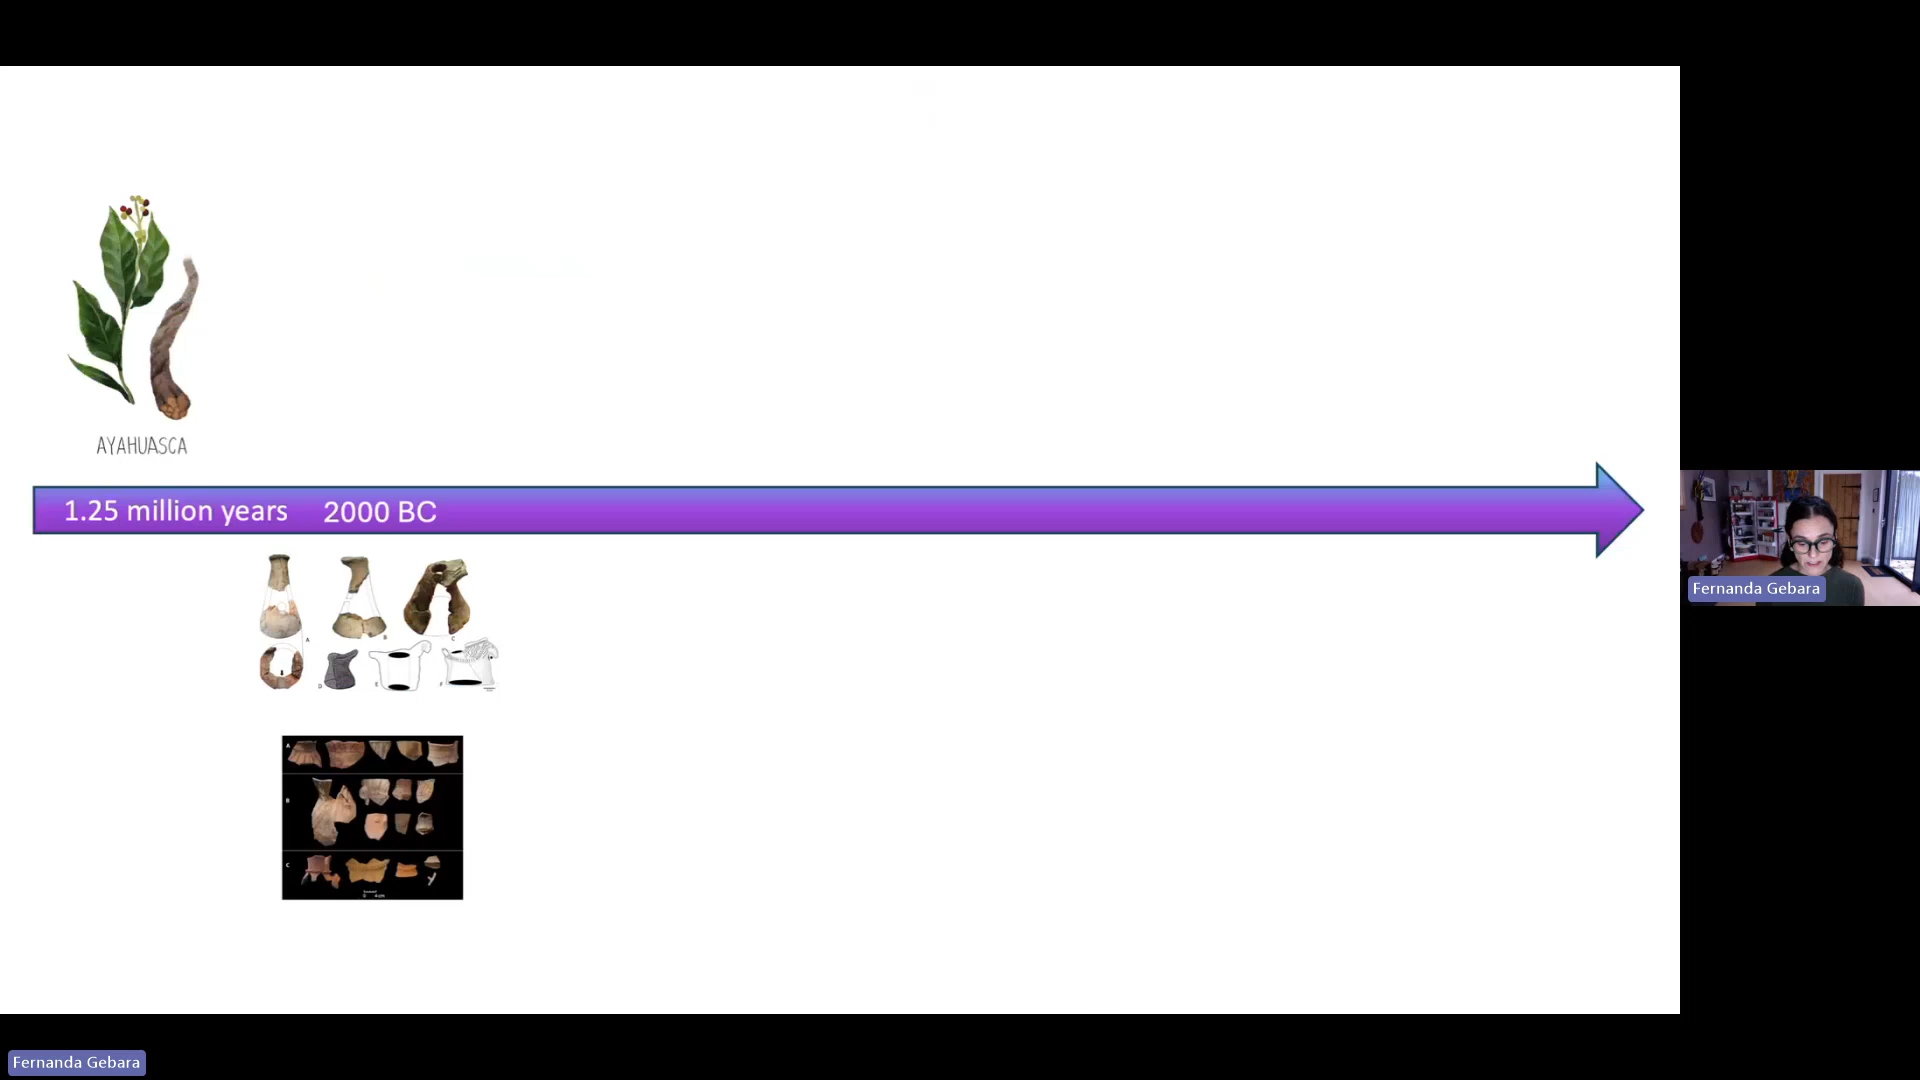 AYAHUASCA
1.25 million years 2000 BC
A
B
C
D
E
F
A
B
C
Fernanda Gebara
Fernanda Gebara